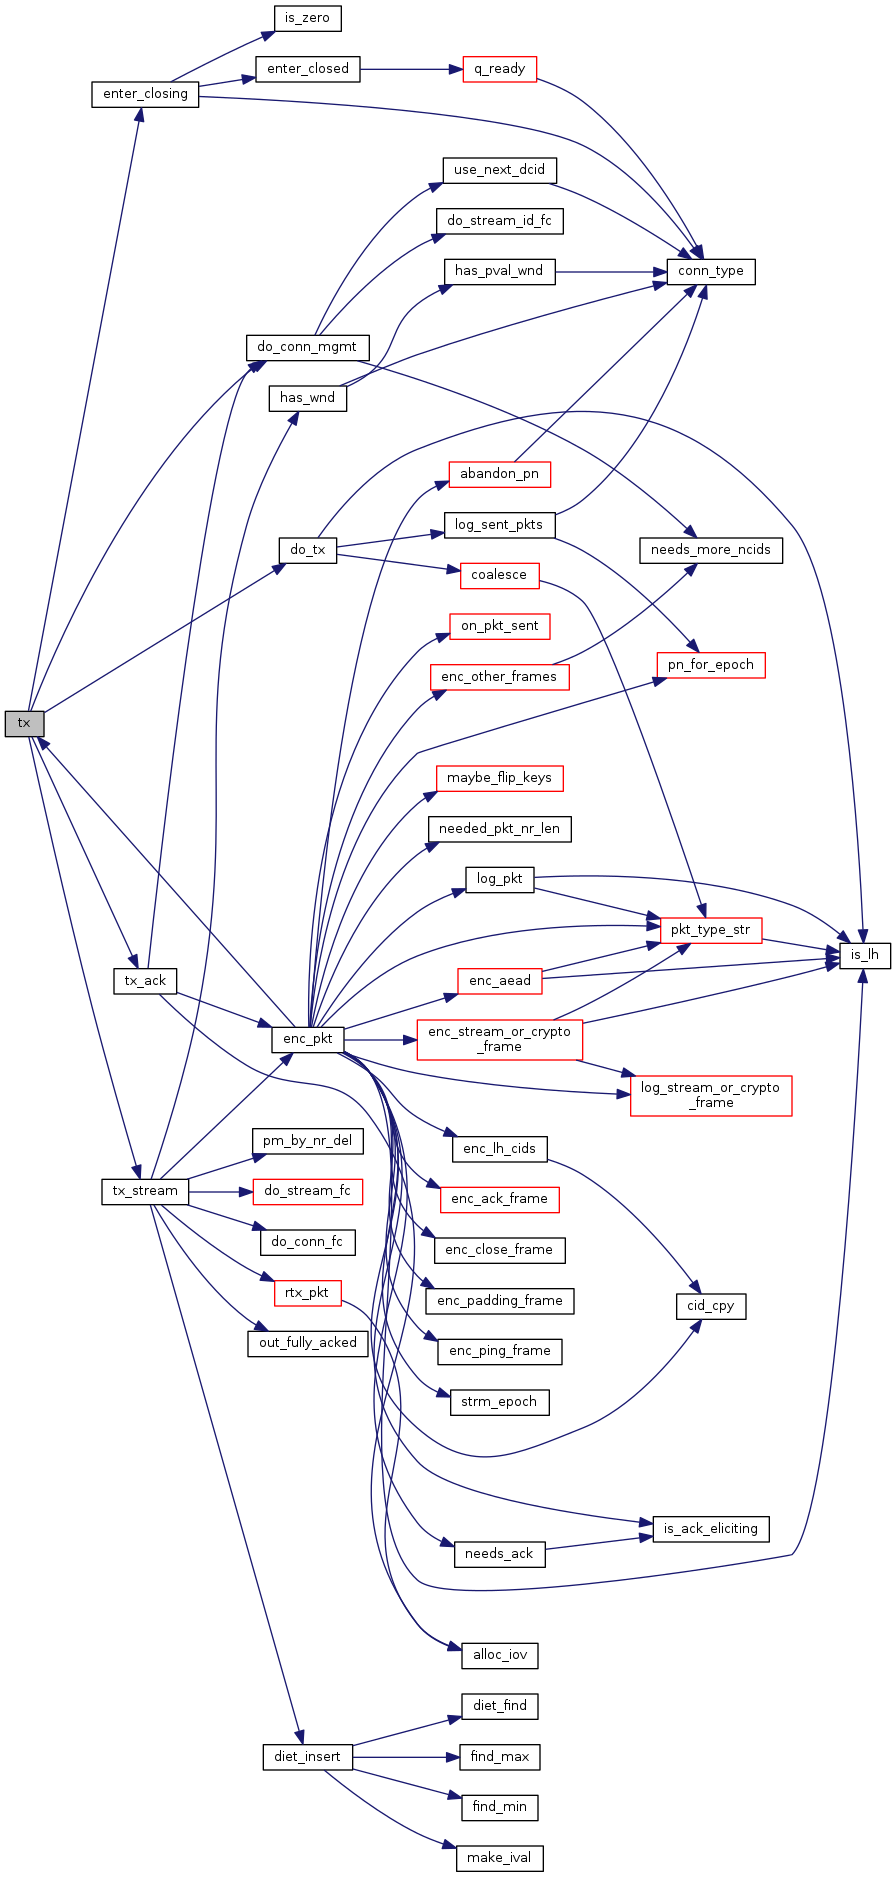 is_zero
enter_closed
q_ready
enter_closing
use_next_dcid
do_stream_id_fc
has_pval_wnd
conn_type
do_conn_mgmt
has_wnd
abandon_pn
log_sent_pkts
do_tx
needs_more_ncids
coalesce
on_pkt_sent
enc_other_frames
pn_for_epoch
tx
maybe_flip_keys
needed_pkt_nr_len
log_pkt
pkt_type_str
is_lh
tx_ack
enc_aead
enc_pkt
enc_stream_or_crypto
_frame
log_stream_or_crypto
_frame
pm_by_nr_del
enc_lh_cids
tx_stream
do_stream_fc
enc_ack_frame
do_conn_fc
enc_close_frame
rtx_pkt
enc_padding_frame
cid_cpy
out_fully_acked
enc_ping_frame
strm_epoch
is_ack_eliciting
needs_ack
alloc_iov
diet_find
diet_insert
find_max
find_min
make_ival